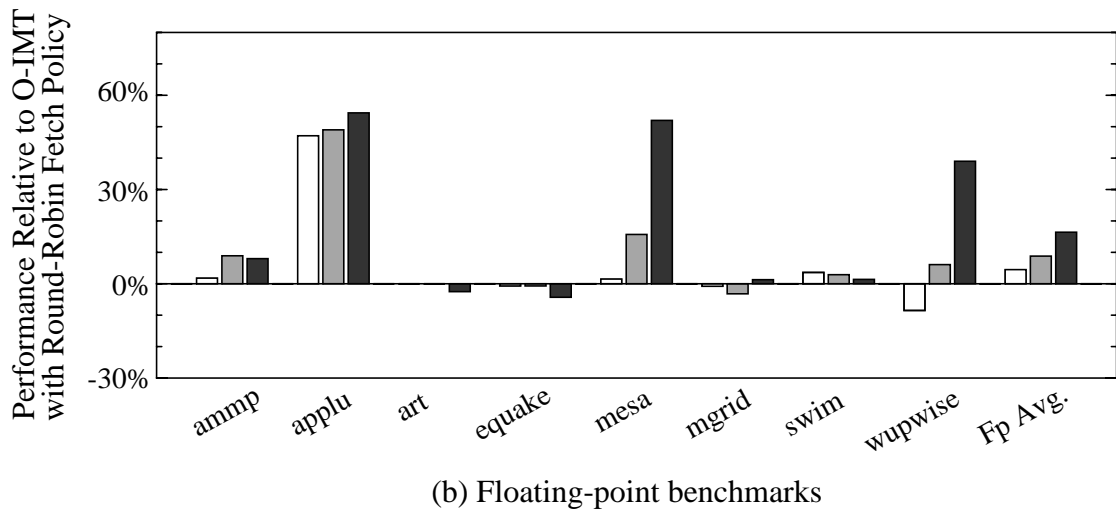 Performance Relative to O-IMT
with Round-Robin Fetch Policy
60%
30%
0%
-30%
ammp
applu
art
equake
mesa
mgrid
swim
wupwise
Fp Avg.
(b) Floating-point benchmarks